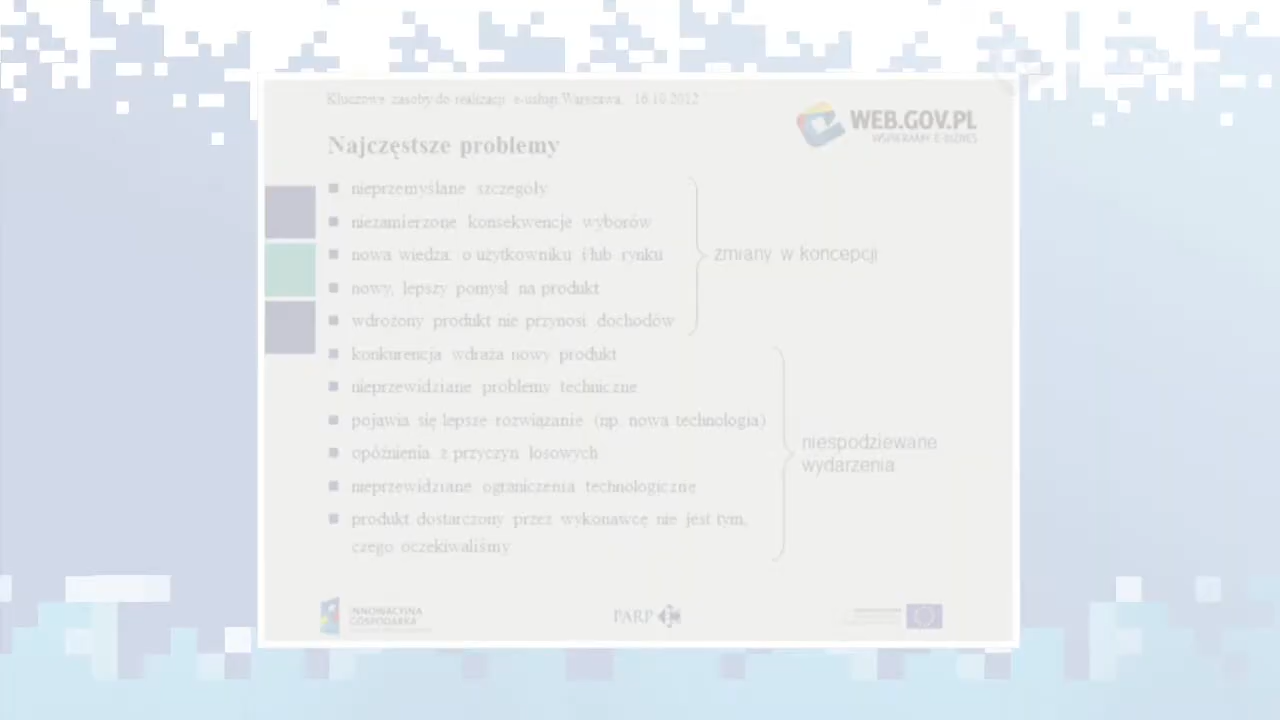 Kluczowe zasoby do realizacji e-usługi Warszawa, 16.10.2012
WEB.GOV.PL
WSPIERAMY E-BIZNES
Najczęstsze problemy
nieprzemyślane szczegóły
niezamierzone konsekwencje wyborów
nowa wiedza o użytkowniku i/lub rynku
zmiany w koncepcji
nowy, lepszy pomysł na produkt
wdrożony produkt nie przynosi dochodów
konkurencja wdraża nowy produkt
nieprzewidziane problemy techniczne
pojawia się lepsze rozwiązanie (np. nowa technologia)
niespodziewane
wydarzenia
opóźnienia z przyczyn losowych
nieprzewidziane ograniczenia technologiczne
produkt dostarczony przez wykonawcę nie jest tym,
czego oczekiwaliśmy
INNOWACYJNA
GOSPODARKA
PARP